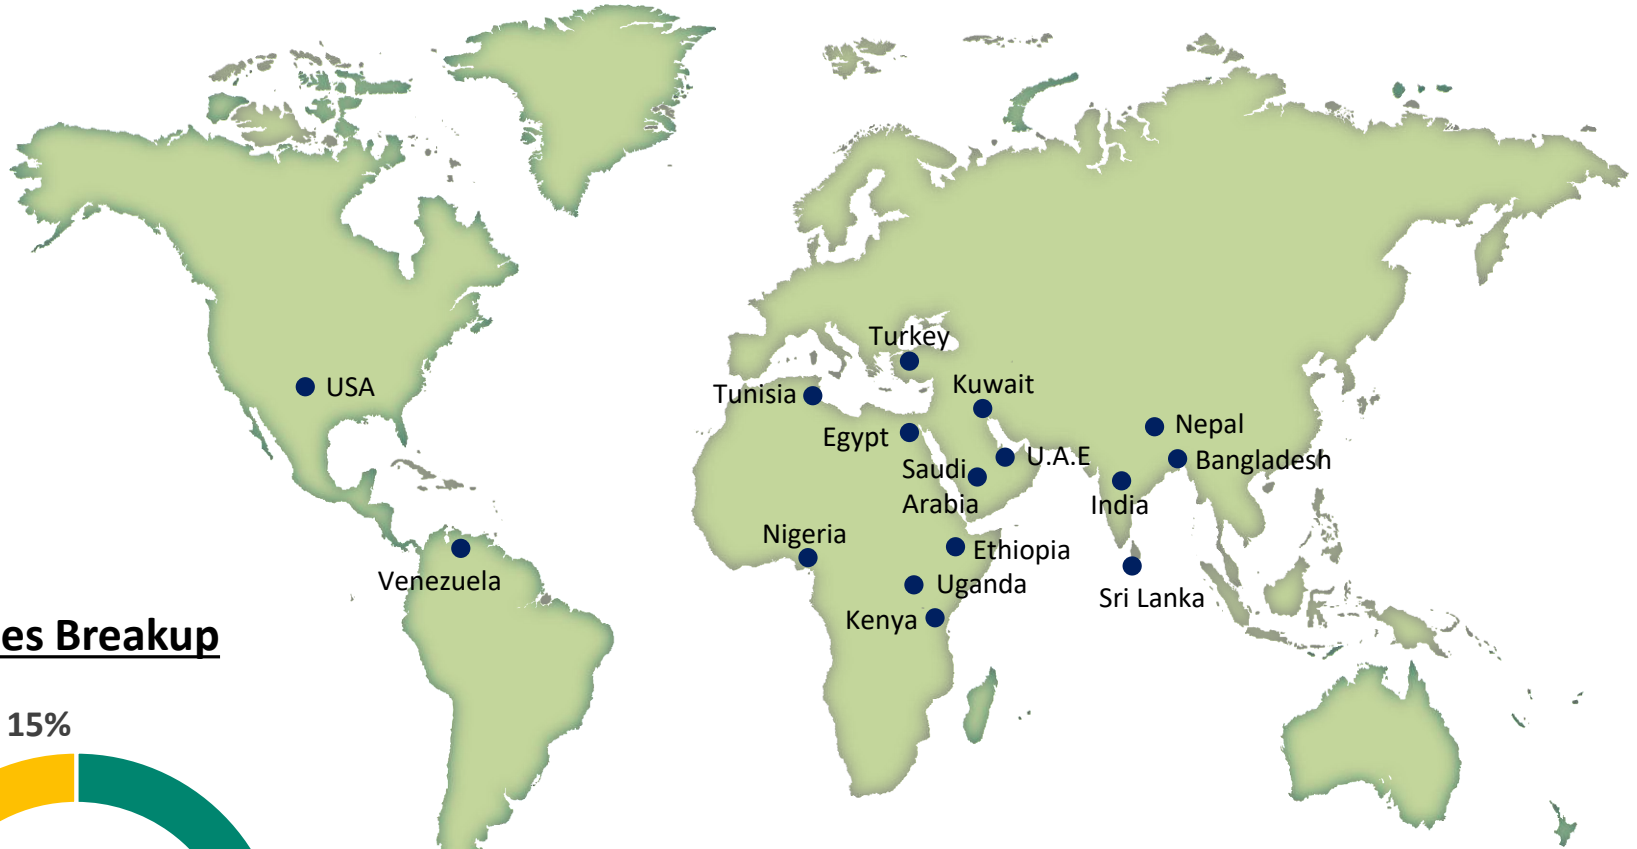 Turkey
USA
Tunisia
Kuwait
Egypt
Nepal
Saudi
Arabia
U.A.E
Bangladesh
India
Nigeria
Ethiopia
Venezuela
Uganda
Sri Lanka
Kenya
es Breakup
15%